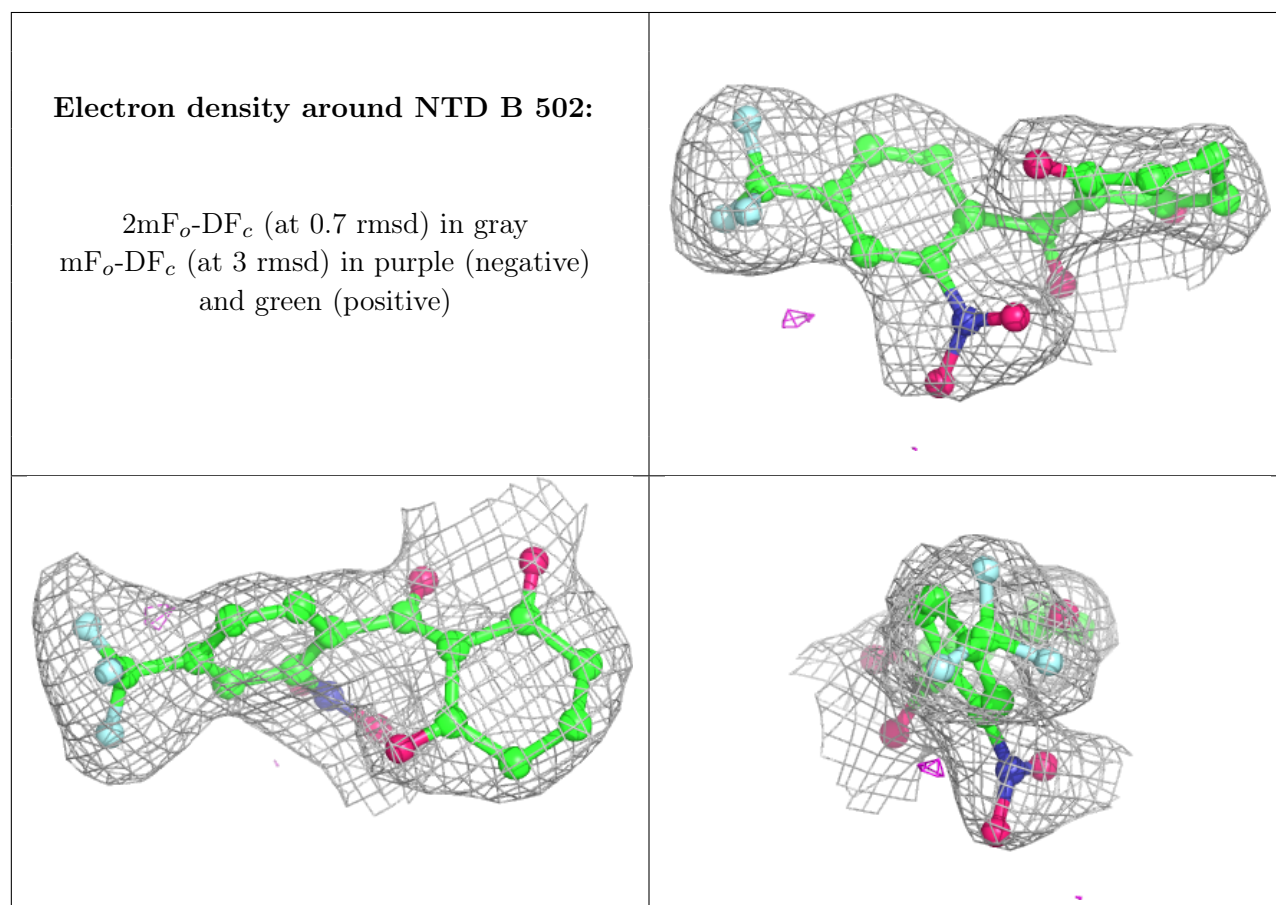 Electron density around NTD B 502:
2mFₒ-DF𝒸 (at 0.7 rmsd) in gray
mFₒ-DF𝒸 (at 3 rmsd) in purple (negative)
and green (positive)